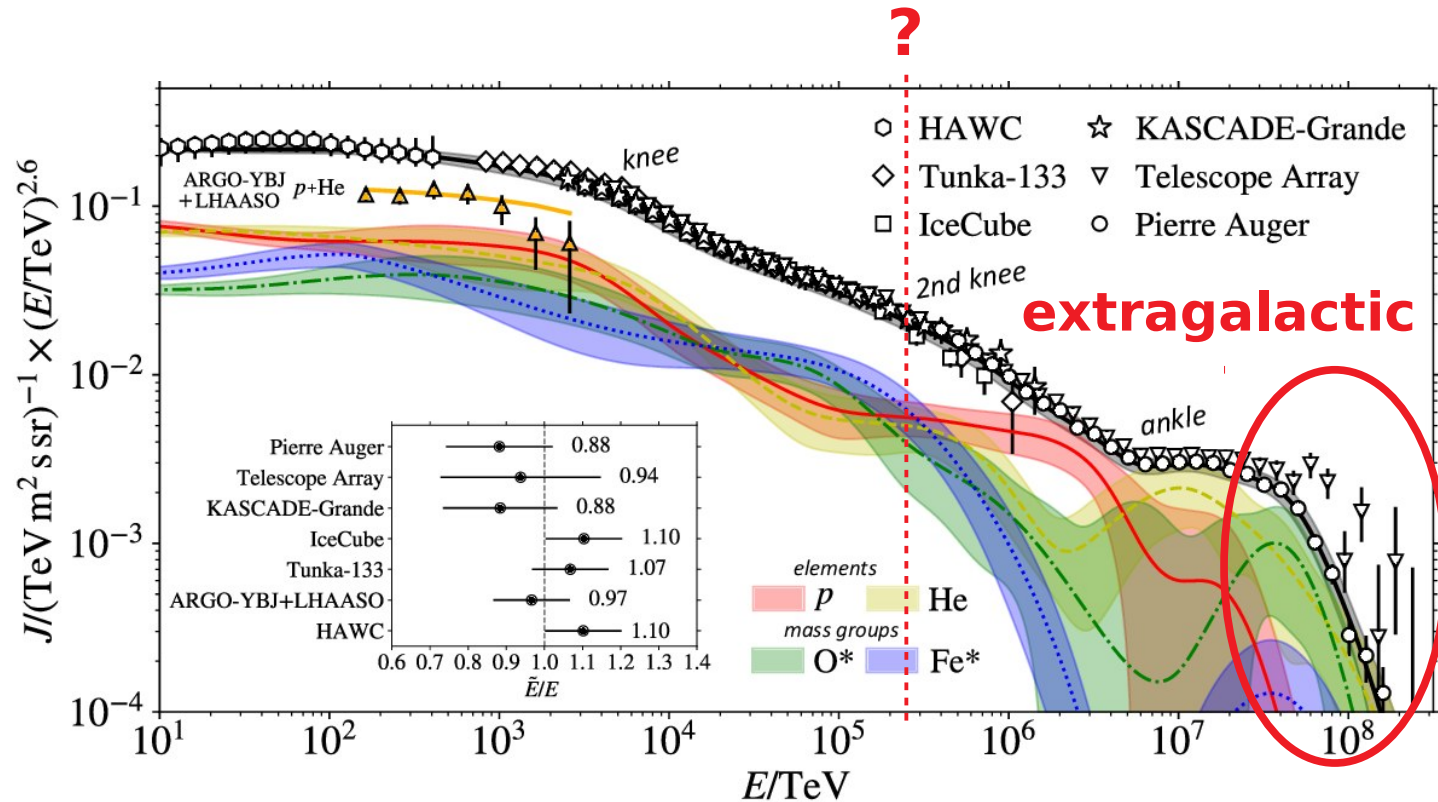 ?
HAWC
KASCADE-Grande
Tunka-133
Telescope Array
IceCube
Pierre Auger
knee
2nd knee
ankle
extragalactic
ARGO-YBJ
+LHAASO
p+He
J/(TeV m² s sr)⁻¹ × (E/TeV)²·⁶
10⁻¹
10⁻²
10⁻³
10⁻⁴
Pierre Auger 0.88
Telescope Array 0.94
KASCADE-Grande 0.88
IceCube 1.10
Tunka-133 1.07
ARGO-YBJ+LHAASO 0.97
HAWC 1.10
0.6 0.7 0.8 0.9 1.0 1.1 1.2 1.3 1.4
Ẽ/E
elements
p He
mass groups
O* Fe*
10¹ 10² 10³ 10⁴ 10⁵ 10⁶ 10⁷ 10⁸
E/TeV